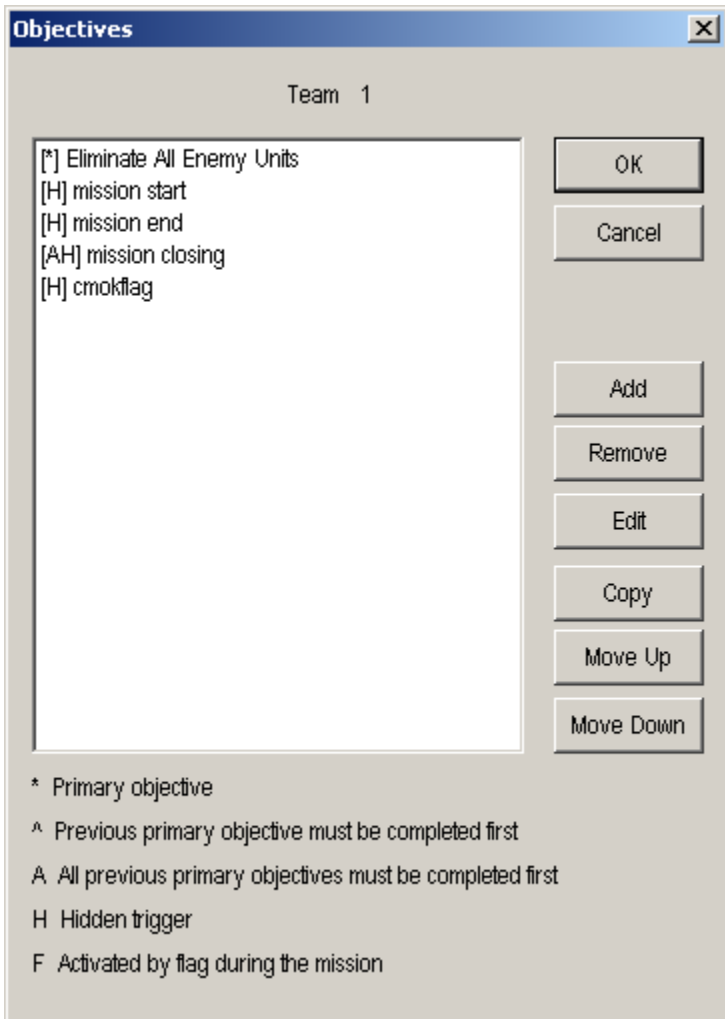 Objectives
Team 1
[*] Eliminate All Enemy Units
[H] mission start
[H] mission end
[AH] mission closing
[H] cmokflag
OK
Cancel
Add
Remove
Edit
Copy
Move Up
Move Down
* Primary objective
^ Previous primary objective must be completed first
A All previous primary objectives must be completed first
H Hidden trigger
F Activated by flag during the mission